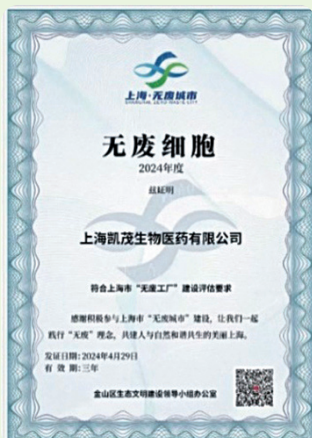 上海·无废城市
SHANGHAI ZERO-WASTE CITY
无废细胞
2024年度
兹证明
上海凯茂生物医药有限公司
符合上海市“无废工厂”建设评估要求
感谢积极参与上海市“无废城市”建设，让我们一起
践行“无废”理念，共建人与自然和谐共生的美丽上海。
发证日期：2024年4月29日
有 效 期：三年
金山区生态文明建设领导小组办公室